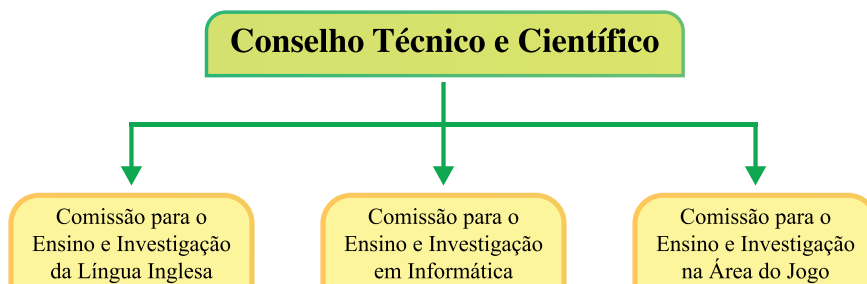 Conselho Técnico e Científico
Comissão para o
Ensino e Investigação
da Língua Inglesa
Comissão para o
Ensino e Investigação
em Informática
Comissão para o
Ensino e Investigação
na Área do Jogo